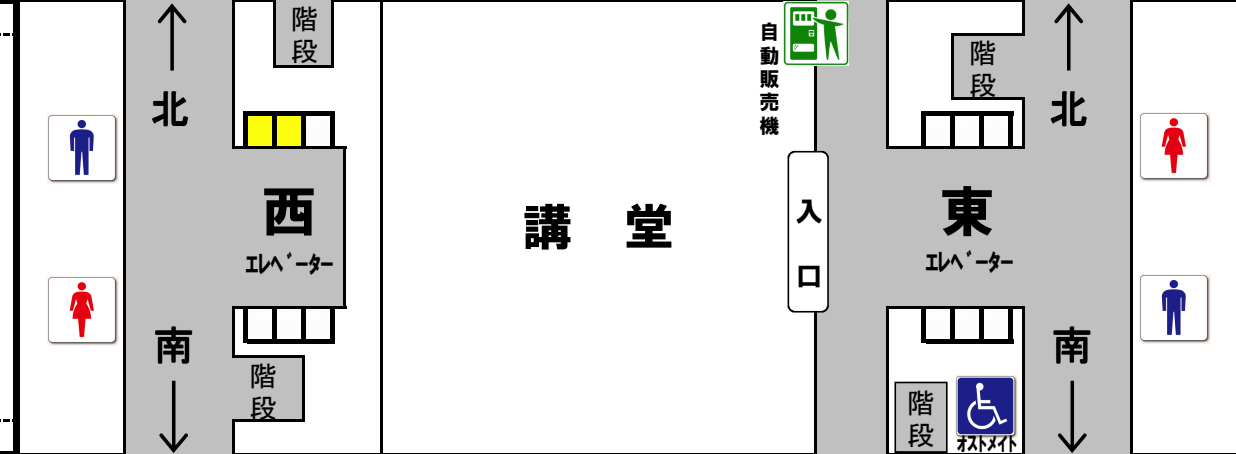 階段
北
西
エレベーター
南
階段
講 堂
自動販売機
入口
階段
北
東
エレベーター
南
階段
オストメイト